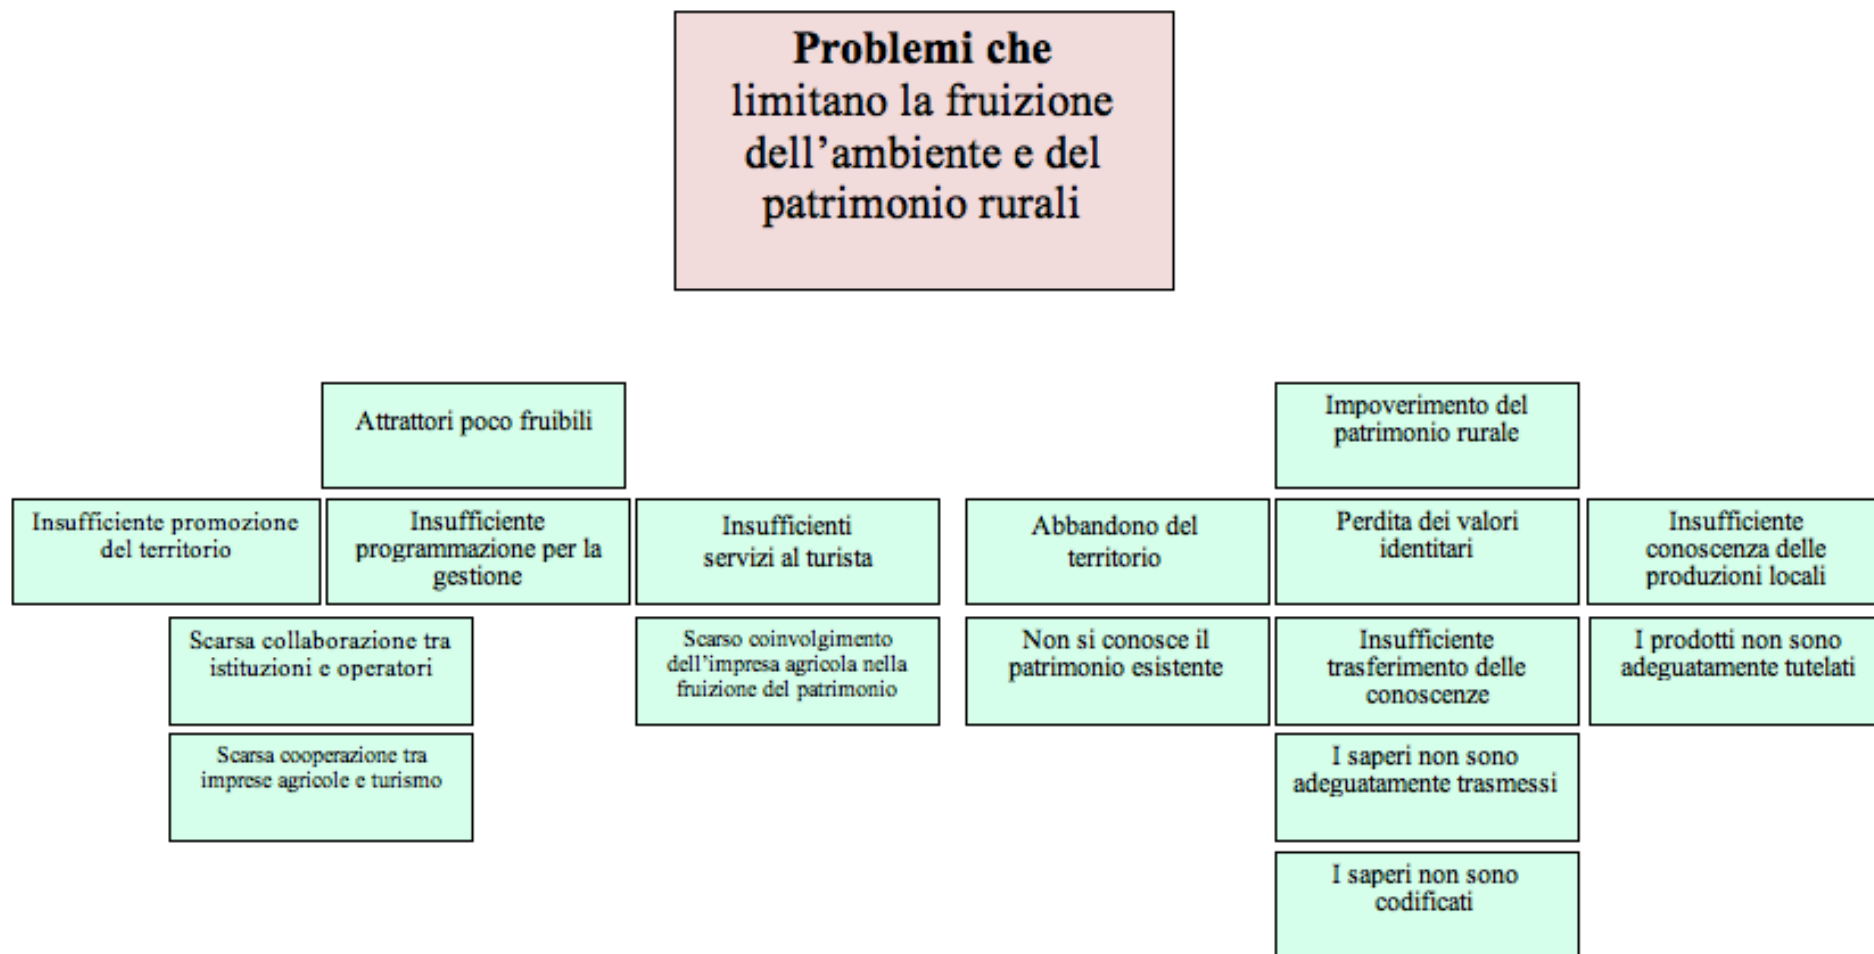 Problemi che
limitano la fruizione
dell’ambiente e del
patrimonio rurali
Attrattori poco fruibili
Impoverimento del
patrimonio rurale
Insufficiente promozione
del territorio
Insufficiente
programmazione per la
gestione
Insufficienti
servizi al turista
Abbandono del
territorio
Perdita dei valori
identitari
Insufficiente
conoscenza delle
produzioni locali
Scarsa collaborazione tra
istituzioni e operatori
Scarso coinvolgimento
dell’impresa agricola nella
fruizione del patrimonio
Non si conosce il
patrimonio esistente
Insufficiente
trasferimento delle
conoscenze
I prodotti non sono
adeguatamente tutelati
Scarsa cooperazione tra
imprese agricole e turismo
I saperi non sono
adeguatamente trasmessi
I saperi non sono
codificati